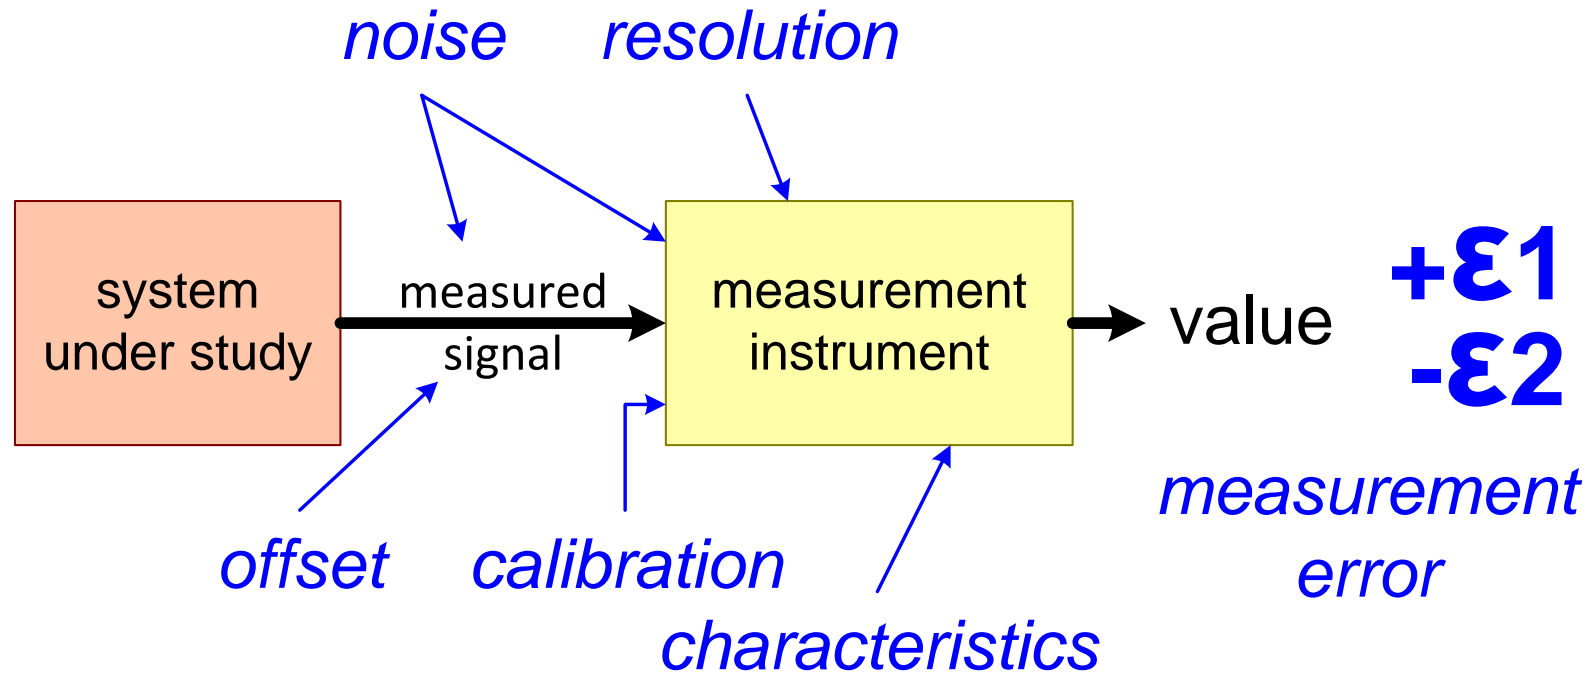 noise
resolution
system
under study
measured
signal
measurement
instrument
value
+ε1
-ε2
measurement
error
offset
calibration
characteristics